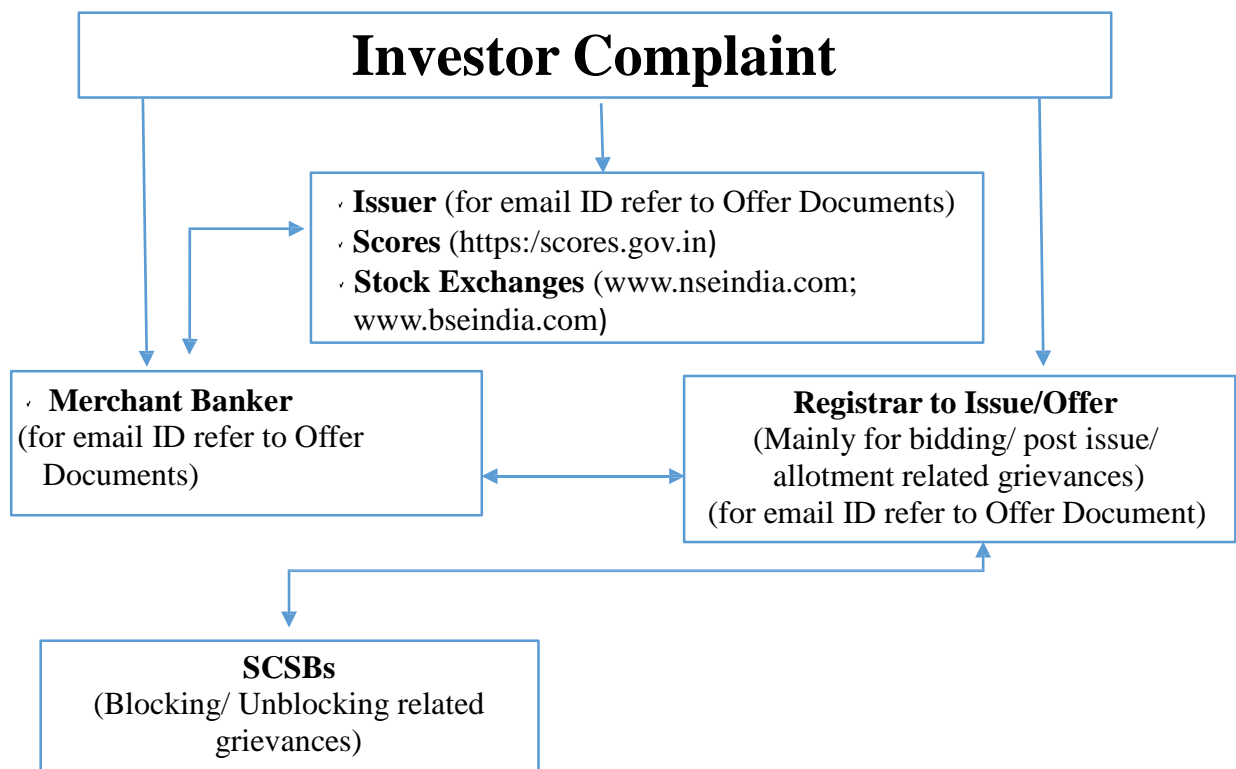 Investor Complaint
✓ Issuer (for email ID refer to Offer Documents)
✓ Scores (https:/scores.gov.in)
✓ Stock Exchanges (www.nseindia.com;
www.bseindia.com)
✓ Merchant Banker
(for email ID refer to Offer
Documents)
Registrar to Issue/Offer
(Mainly for bidding/ post issue/
allotment related grievances)
(for email ID refer to Offer Document)
SCSBs
(Blocking/ Unblocking related
grievances)